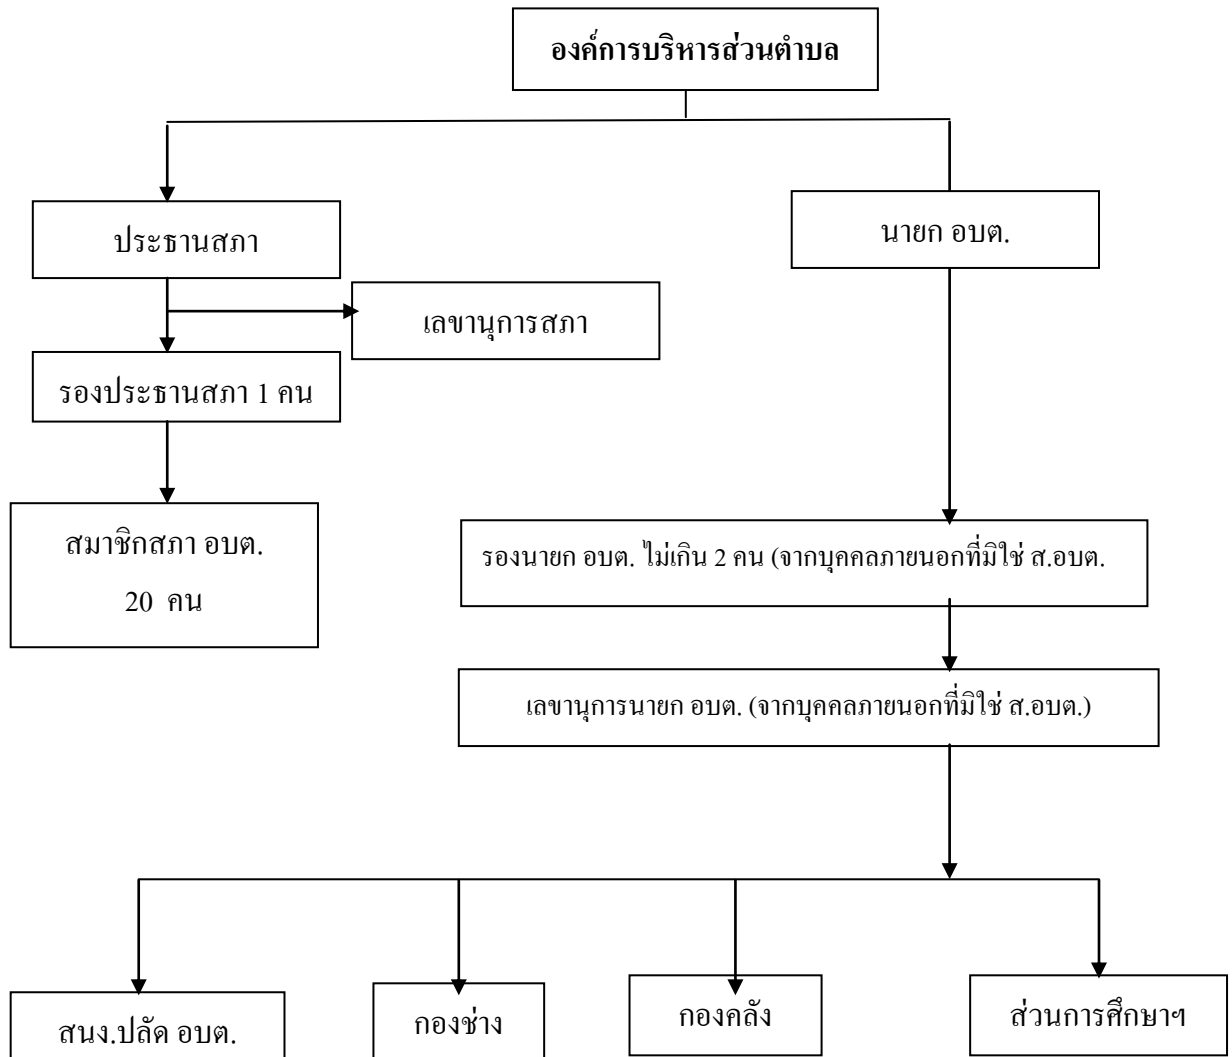 องค์การบริหารส่วนตำบล
ประธานสภา
นายก อบต.
เลขานุการสภา
รองประธานสภา 1 คน
สมาชิกสภา อบต.
20 คน
รองนายก อบต. ไม่เกิน 2 คน (จากบุคคลภายนอกที่มิใช่ ส.อบต.
เลขานุการนายก อบต. (จากบุคคลภายนอกที่มิใช่ ส.อบต.)
สนง.ปลัด อบต.
กองช่าง
กองคลัง
ส่วนการศึกษาฯ